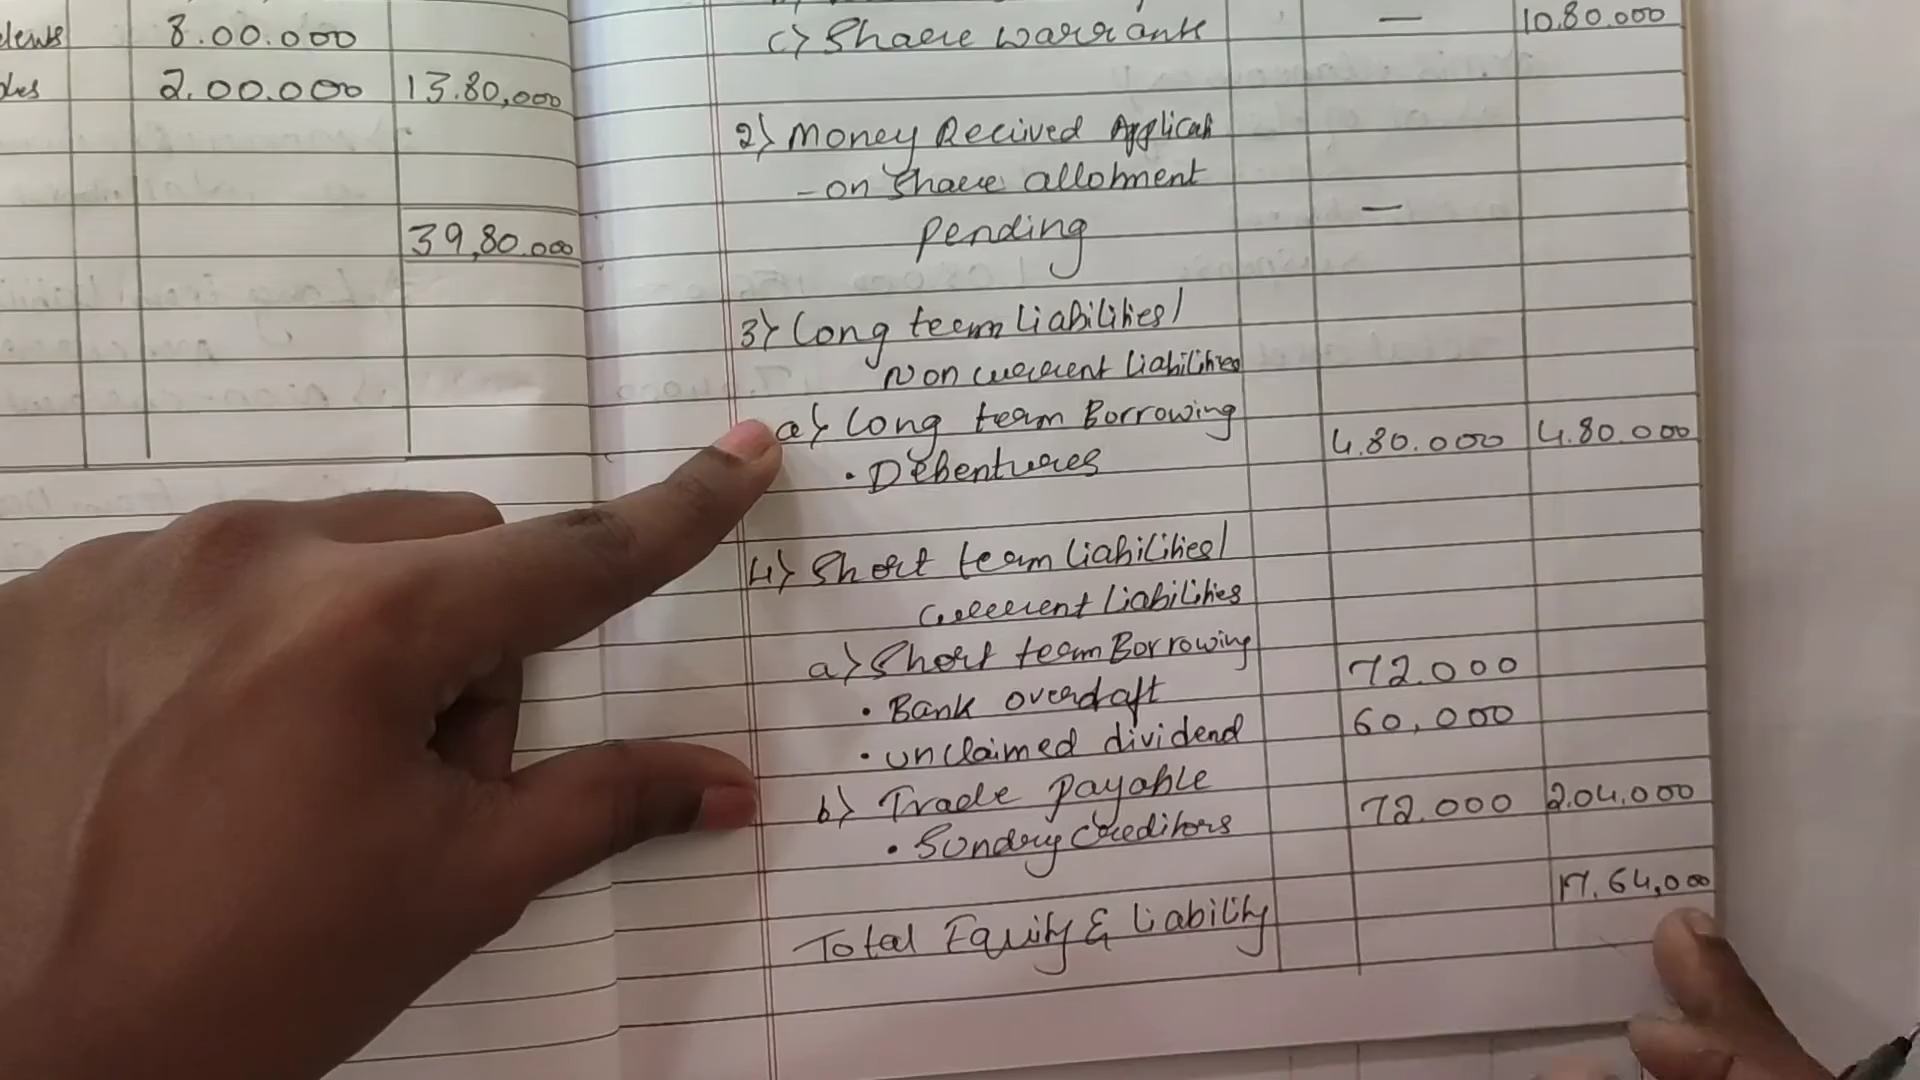 8.00.000
2.00.000 13.80,000
39,80.000
c) Share warrants — 10.80.000
2) Money Recived Applicati
- on Share allotment
pending —
3) Long term liabilities/
Non current liabilities
a) Long term Borrowing
• Debentures 4.80.000 4.80.000
4) Short term liabilities/
Current liabilities
a) Short term Borrowing
• Bank overdaft 72.000
• unclaimed dividend 60,000
b) Trade payable
• Sundry creditors 72.000 2.04.000
Total Equity & liability 17.64,000